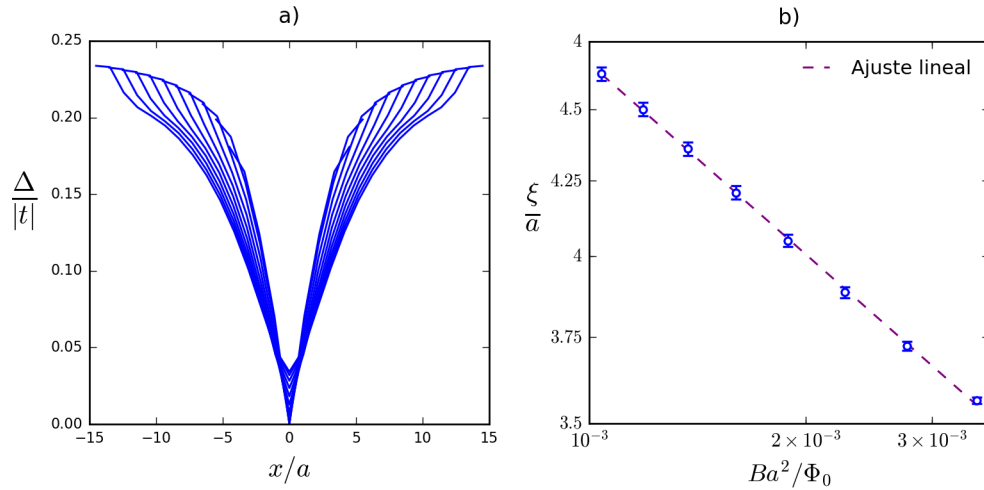 a)
0.25
0.20
0.15
0.10
0.05
0.00
Δ/|t|
−15 −10 −5 0 5 10 15
x/a
b)
Ajuste lineal
4
4.5
4.25
4
3.75
3.5
ξ/a
10⁻³ 2 × 10⁻³ 3 × 10⁻³
Ba²/Φ₀